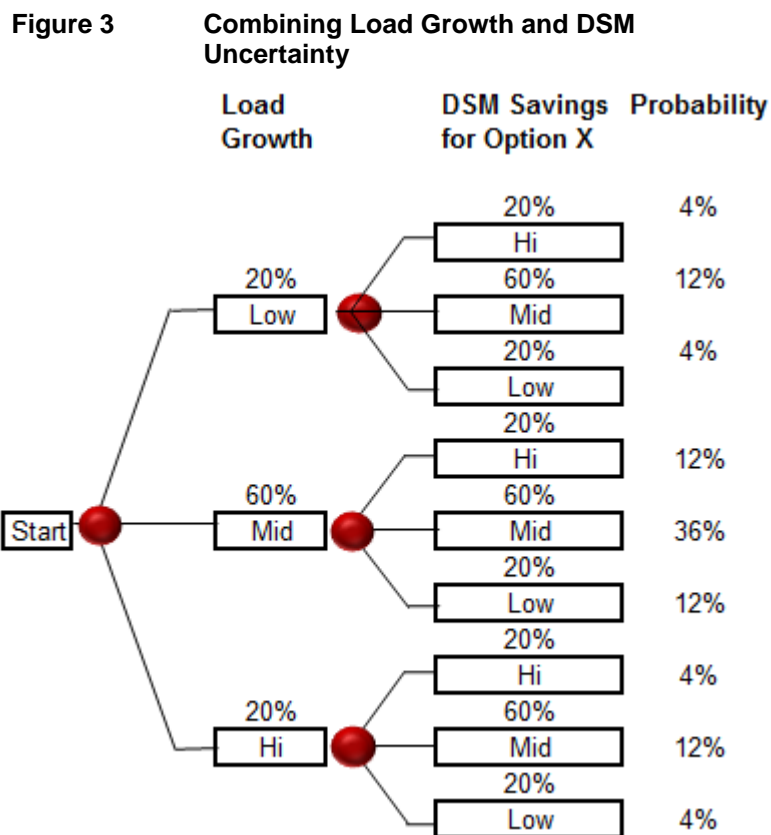 Figure 3 Combining Load Growth and DSM
Uncertainty
Load DSM Savings Probability
Growth for Option X
20% 4%
Hi
20% 60% 12%
Low Mid
20% 4%
Low
20%
Hi 12%
60% 60%
Start Mid Mid 36%
20%
Low 12%
20%
Hi 4%
20% 60%
Hi Mid 12%
20%
Low 4%